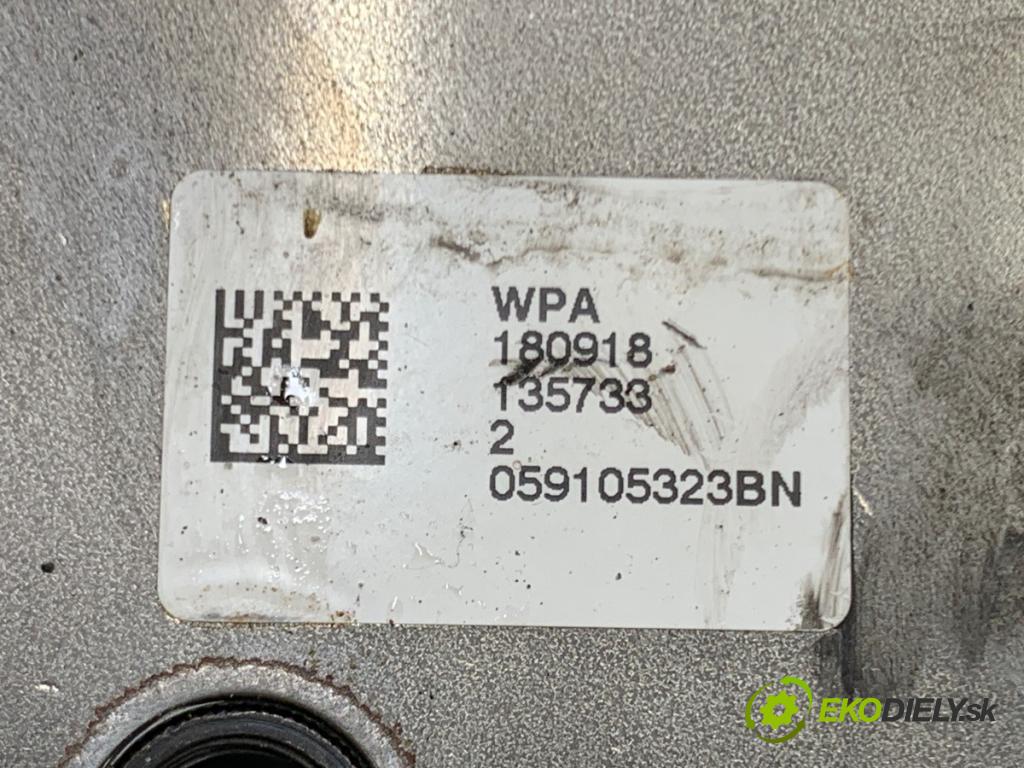 WPA
180918
135733
2
059105323BN
EKODIELY.sk